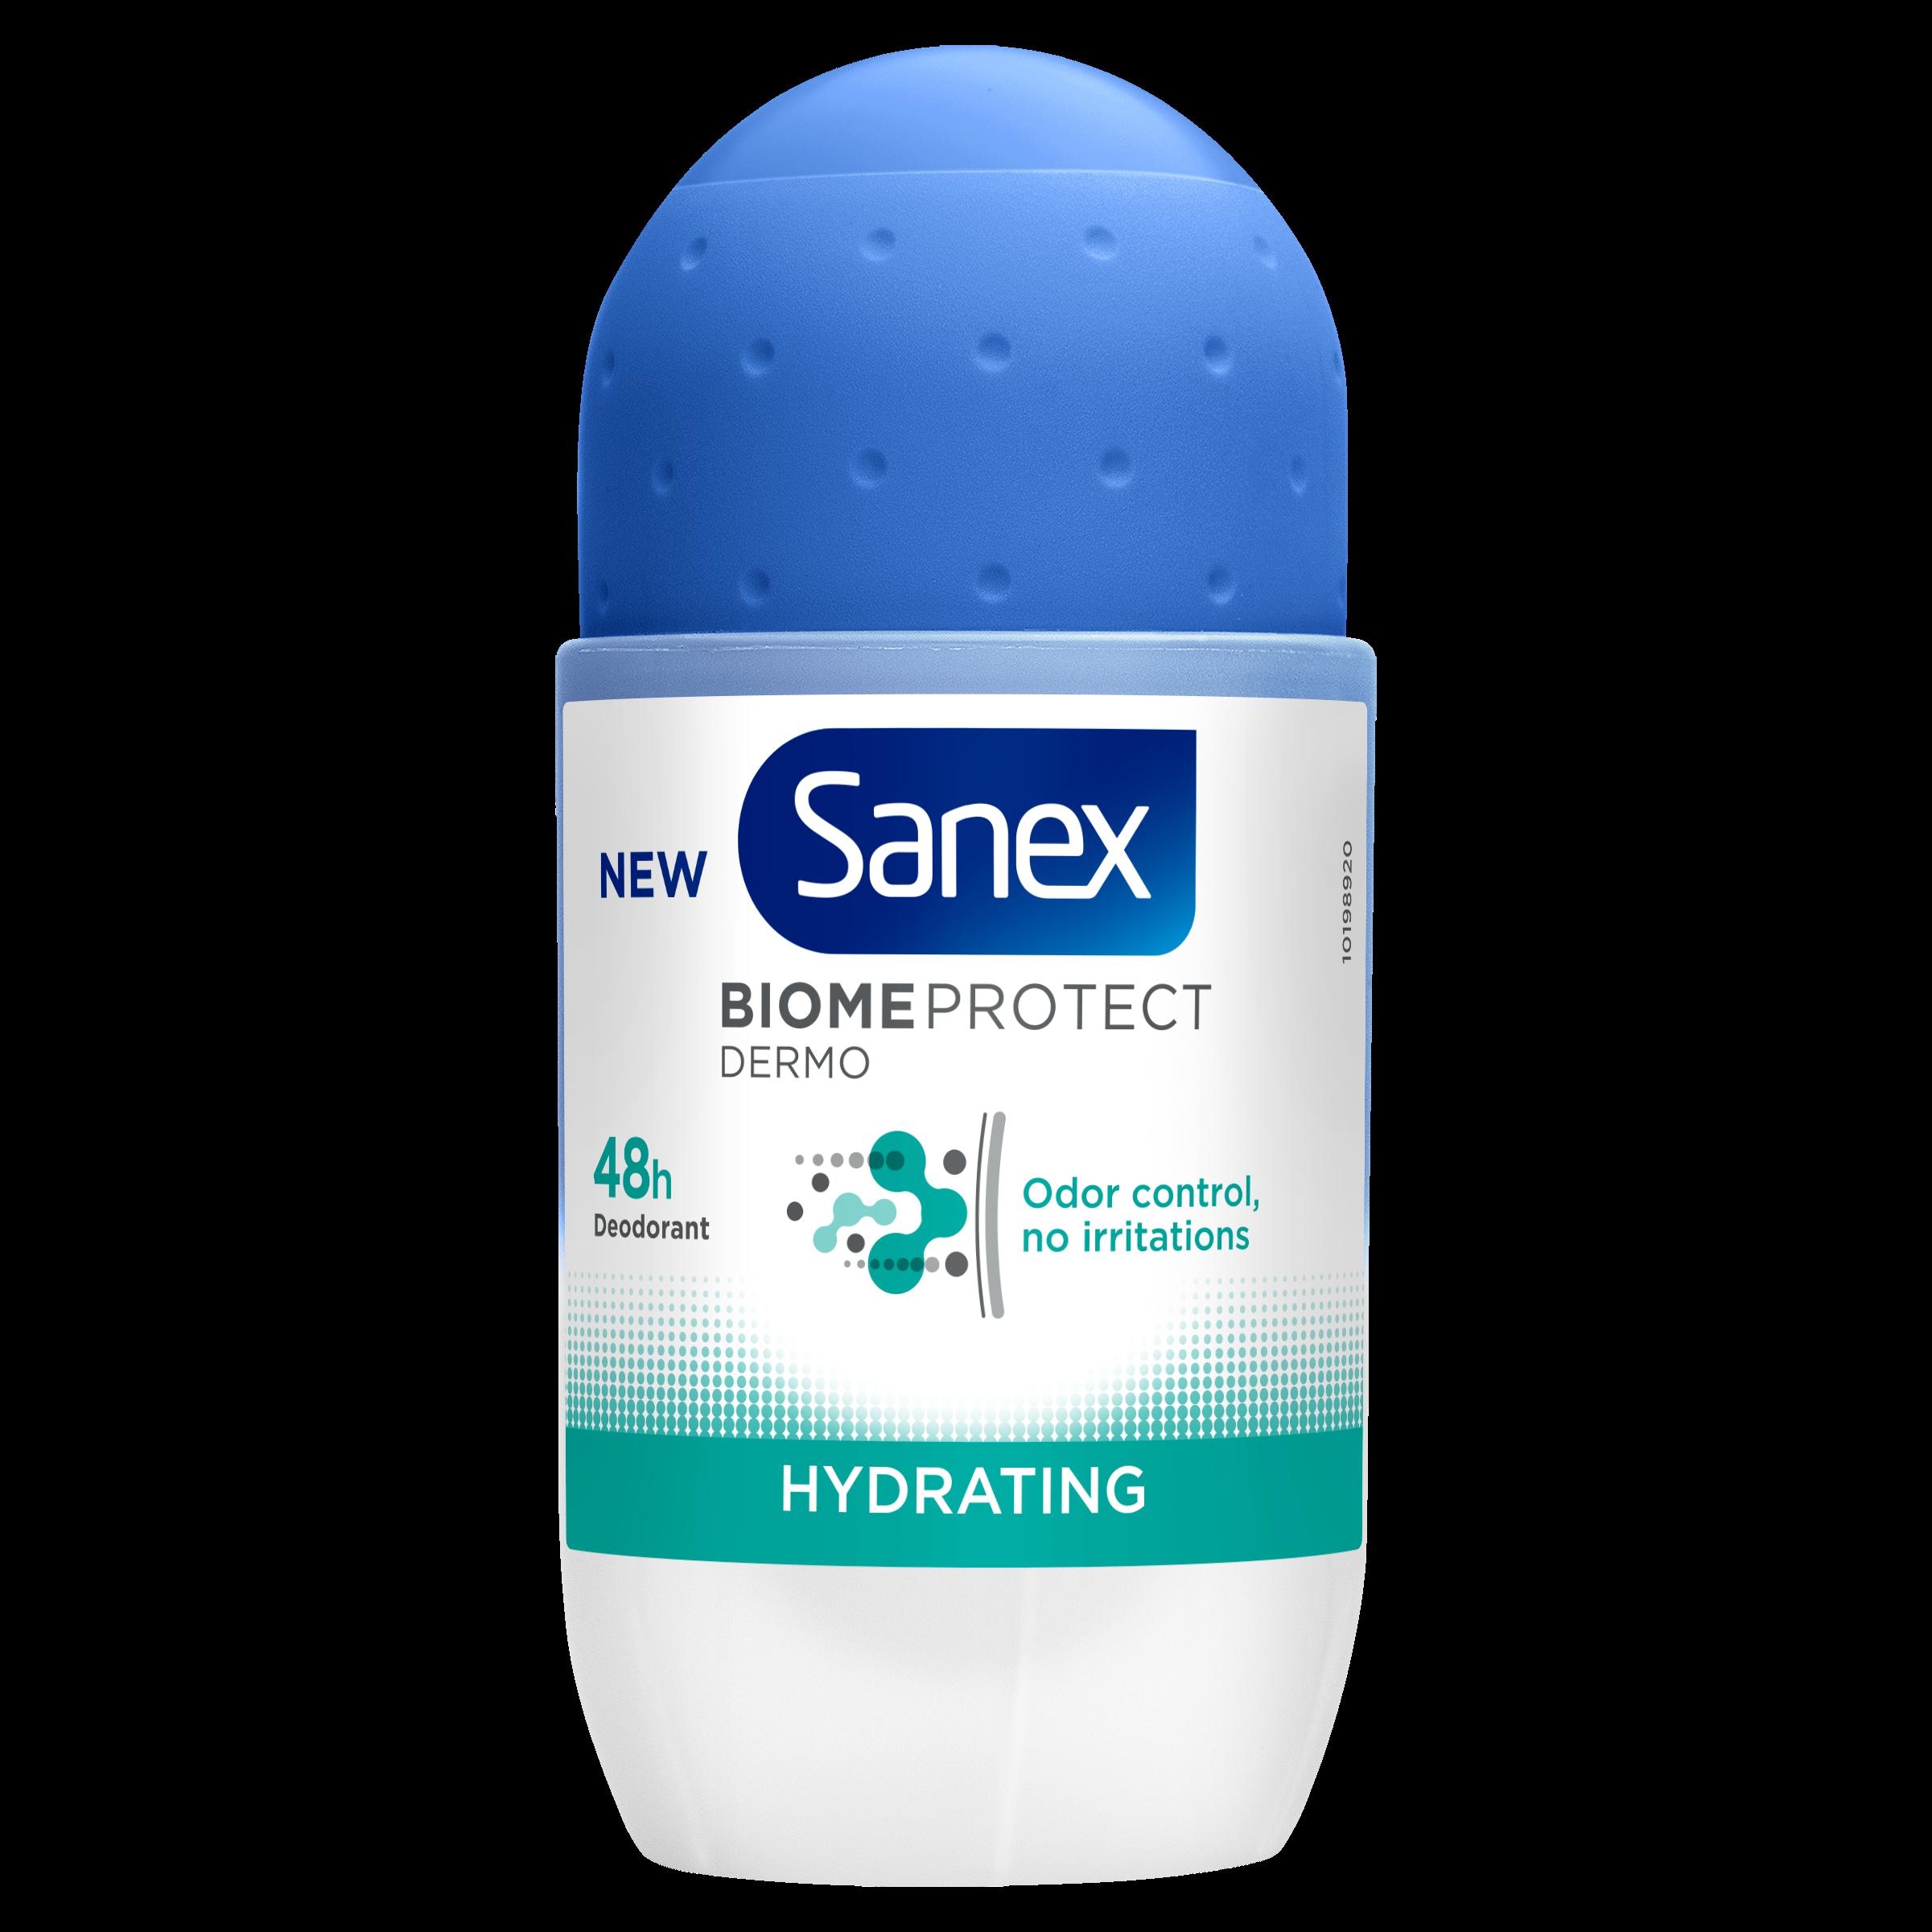 NEW
Sanex
BIOMEPROTECT
DERMO
48h
Deodorant
Odor control,
no irritations
HYDRATING
10198920